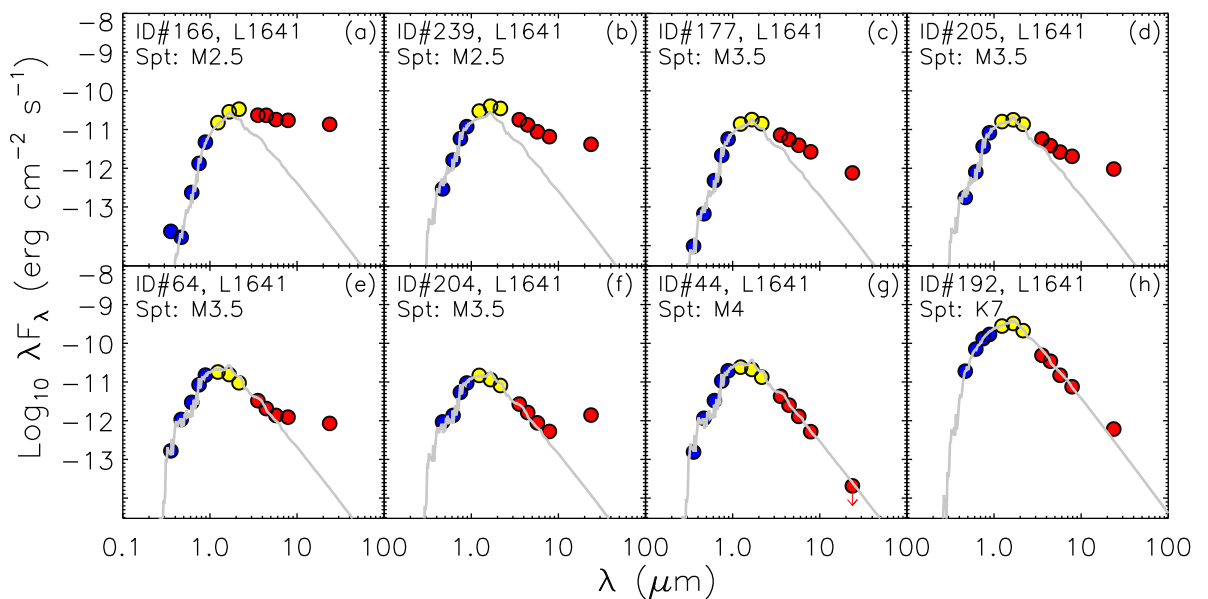 ID#166, L1641 (a)
Spt: M2.5
ID#239, L1641 (b)
Spt: M2.5
ID#177, L1641 (c)
Spt: M3.5
ID#205, L1641 (d)
Spt: M3.5
-8
-9
-10
-11
-12
-13
ID#64, L1641 (e)
Spt: M3.5
ID#204, L1641 (f)
Spt: M3.5
ID#44, L1641 (g)
Spt: M4
ID#192, L1641 (h)
Spt: K7
-8
-9
-10
-11
-12
-13
Log₁₀ λF_λ (erg cm⁻² s⁻¹)
0.1 1.0 10 100 1.0 10 100 1.0 10 100 1.0 10 100
λ (μm)